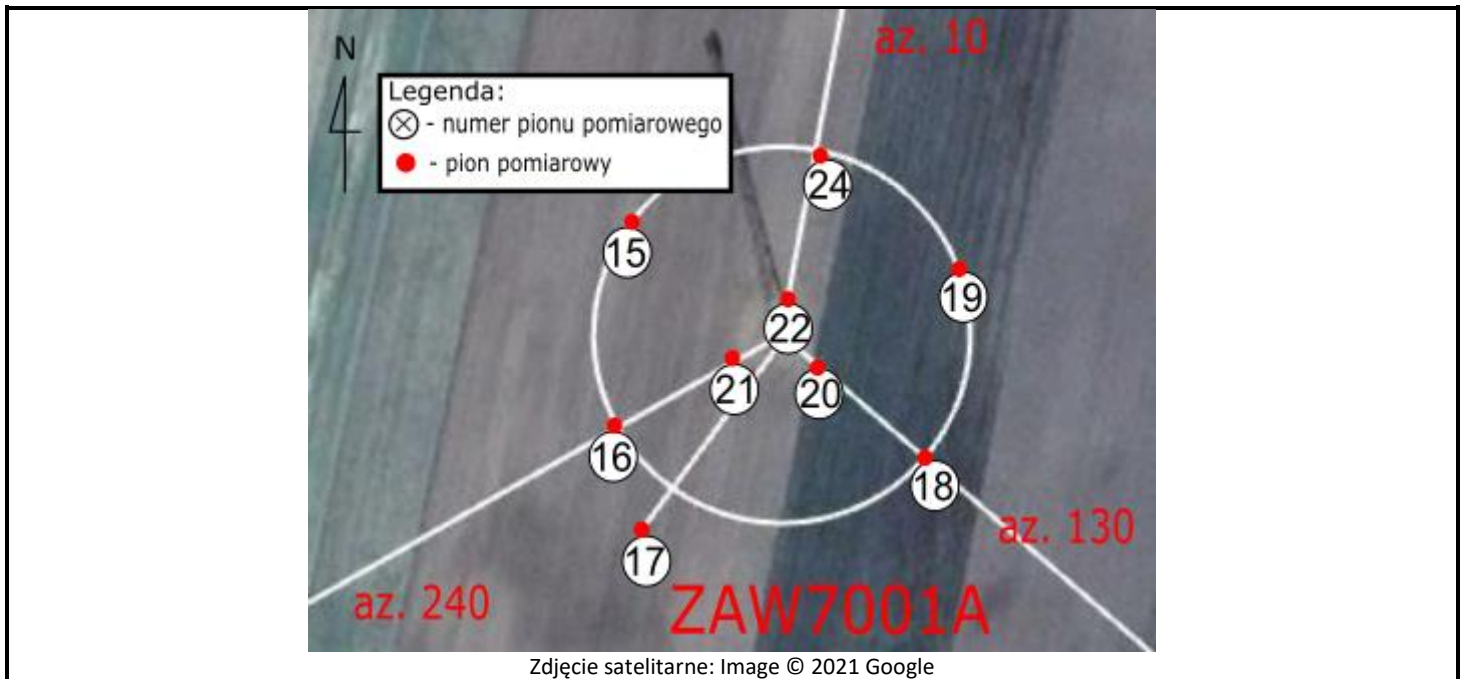 az. 10
N
Legenda:
- numer pionu pomiarowego
- pion pomiarowy
24
15
19
22
21
20
16
18
17
az. 130
az. 240
ZAW7001A
Zdjęcie satelitarne: Image © 2021 Google